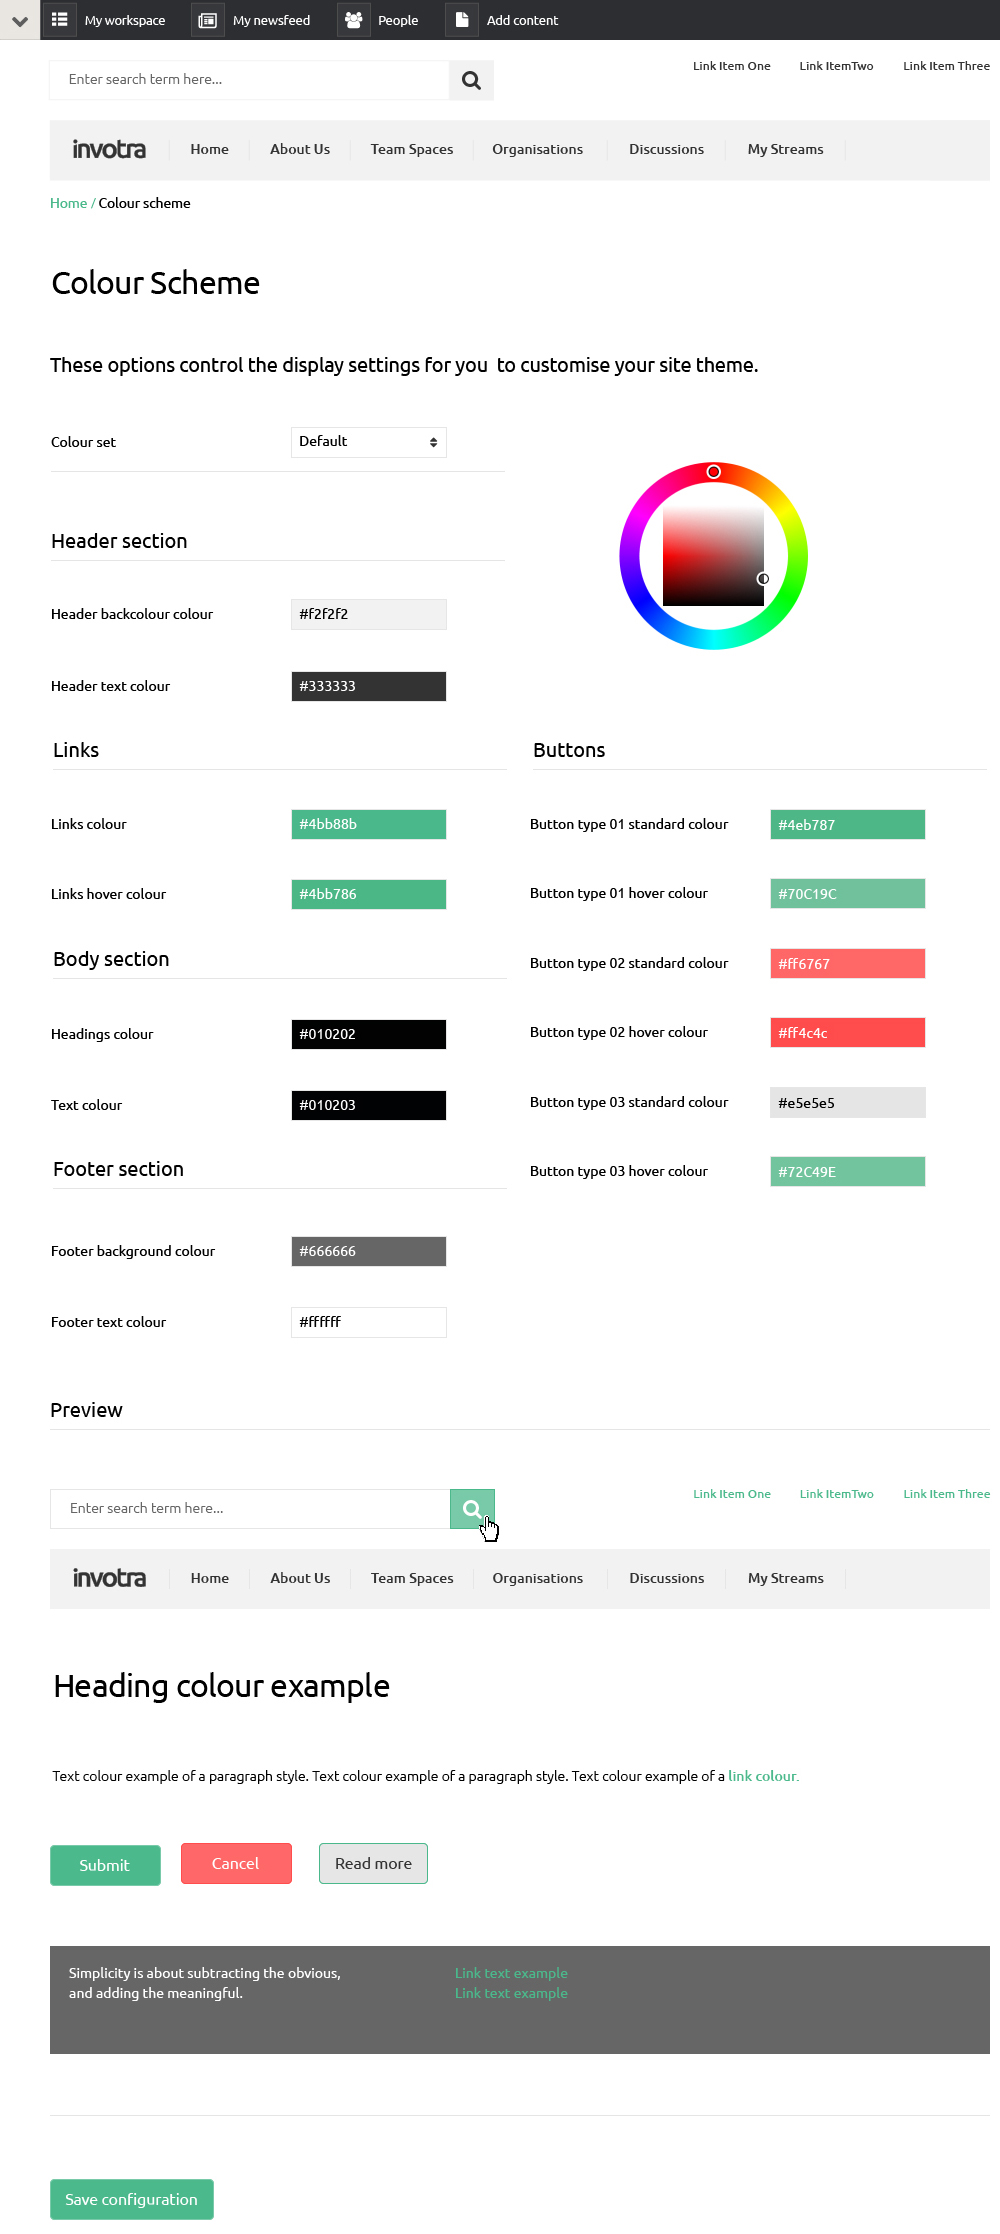 My workspace My newsfeed People Add content
Enter search term here...
Link Item One Link ItemTwo Link Item Three
invotra Home About Us Team Spaces Organisations Discussions My Streams
Home / Colour scheme
Colour Scheme
These options control the display settings for you to customise your site theme.
Colour set Default
Header section
Header backcolour colour #f2f2f2
Header text colour #333333
Links
Links colour #4bb88b
Links hover colour #4bb786
Body section
Headings colour #010202
Text colour #010203
Footer section
Footer background colour #666666
Footer text colour #ffffff
Buttons
Button type 01 standard colour #4eb787
Button type 01 hover colour #70C19C
Button type 02 standard colour #ff6767
Button type 02 hover colour #ff4c4c
Button type 03 standard colour #e5e5e5
Button type 03 hover colour #72C49E
Preview
Enter search term here...
Link Item One Link ItemTwo Link Item Three
invotra Home About Us Team Spaces Organisations Discussions My Streams
Heading colour example
Text colour example of a paragraph style. Text colour example of a paragraph style. Text colour example of a link colour.
Submit Cancel Read more
Simplicity is about subtracting the obvious,
and adding the meaningful.
Link text example
Link text example
Save configuration